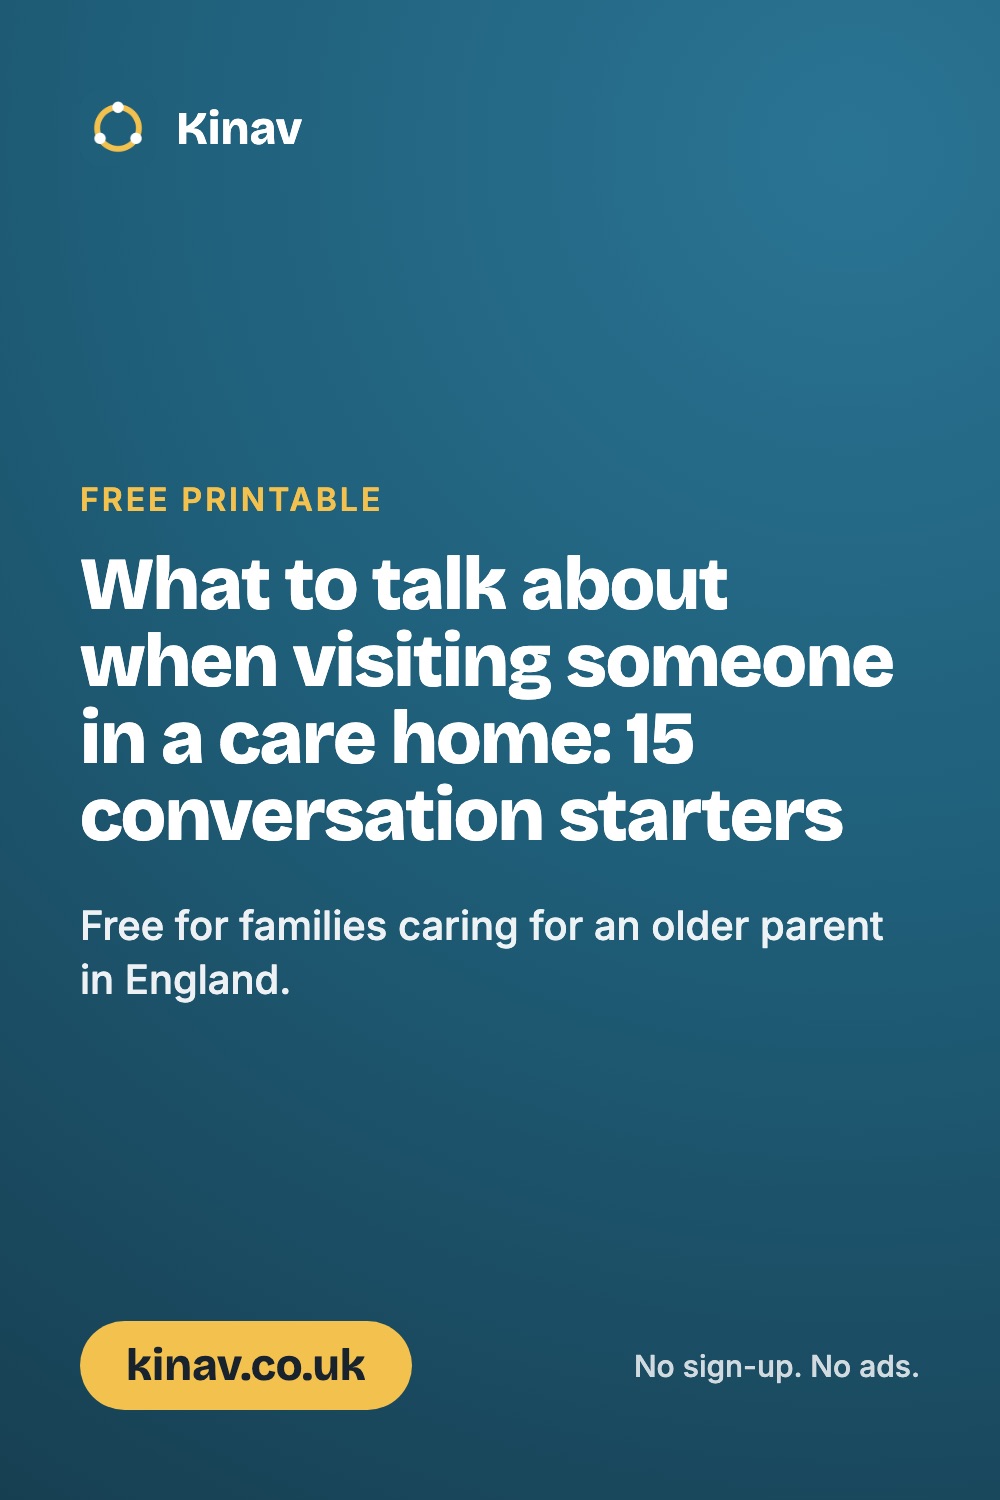 Kinav
FREE PRINTABLE
What to talk about
when visiting someone
in a care home: 15
conversation starters
Free for families caring for an older parent
in England.
kinav.co.uk
No sign-up. No ads.